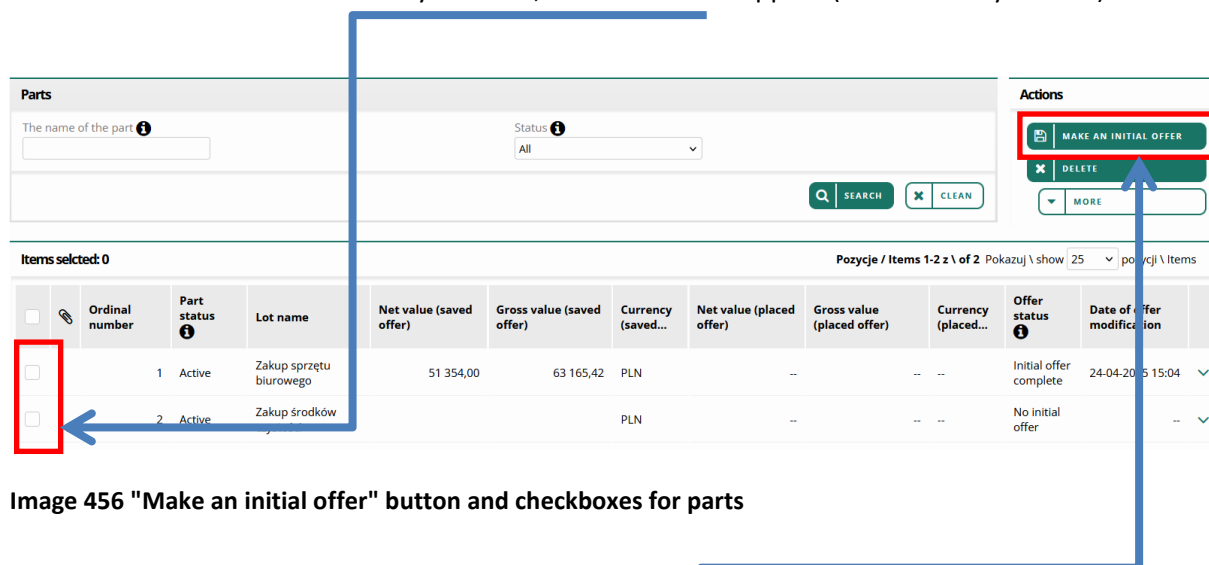 Parts
Actions
The name of the part
Status
All
MAKE AN INITIAL OFFER
DELETE
MORE
SEARCH
CLEAN
Items selcted: 0
Pozycje / Items 1-2 z \ of 2 Pokazuj \ show 25 pozycji \ Items
Ordinal number
Part status
Lot name
Net value (saved offer)
Gross value (saved offer)
Currency (saved...
Net value (placed offer)
Gross value (placed offer)
Currency (placed...
Offer status
Date of offer modification
1 Active Zakup sprzętu biurowego 51 354,00 63 165,42 PLN -- -- -- Initial offer complete 24-04-2025 15:04
2 Active Zakup środków PLN -- -- -- No initial offer --
Image 456 "Make an initial offer" button and checkboxes for parts